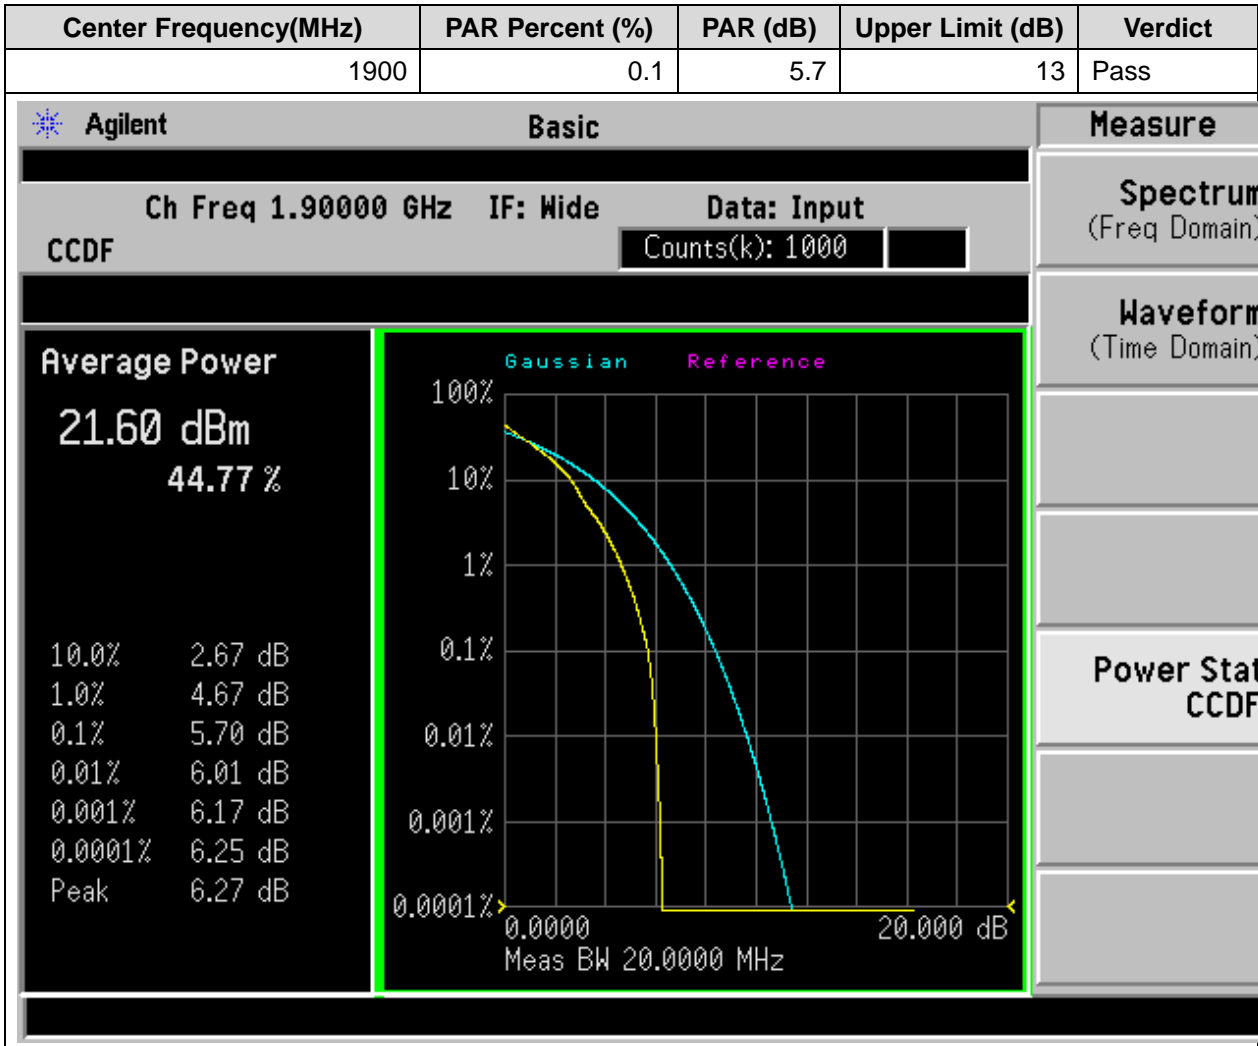 Center Frequency(MHz) PAR Percent (%) PAR (dB) Upper Limit (dB) Verdict
1900 0.1 5.7 13 Pass
Agilent Basic Measure
Ch Freq 1.90000 GHz IF: Wide Data: Input
CCDF Counts(k): 1000
Spectrum
(Freq Domain)
Waveform
(Time Domain)
Power Stat
CCDF
Average Power
21.60 dBm
44.77 %
10.0% 2.67 dB
1.0% 4.67 dB
0.1% 5.70 dB
0.01% 6.01 dB
0.001% 6.17 dB
0.0001% 6.25 dB
Peak 6.27 dB
Gaussian Reference
100%
10%
1%
0.1%
0.01%
0.001%
0.0001%
0.0000 20.000 dB
Meas BW 20.0000 MHz